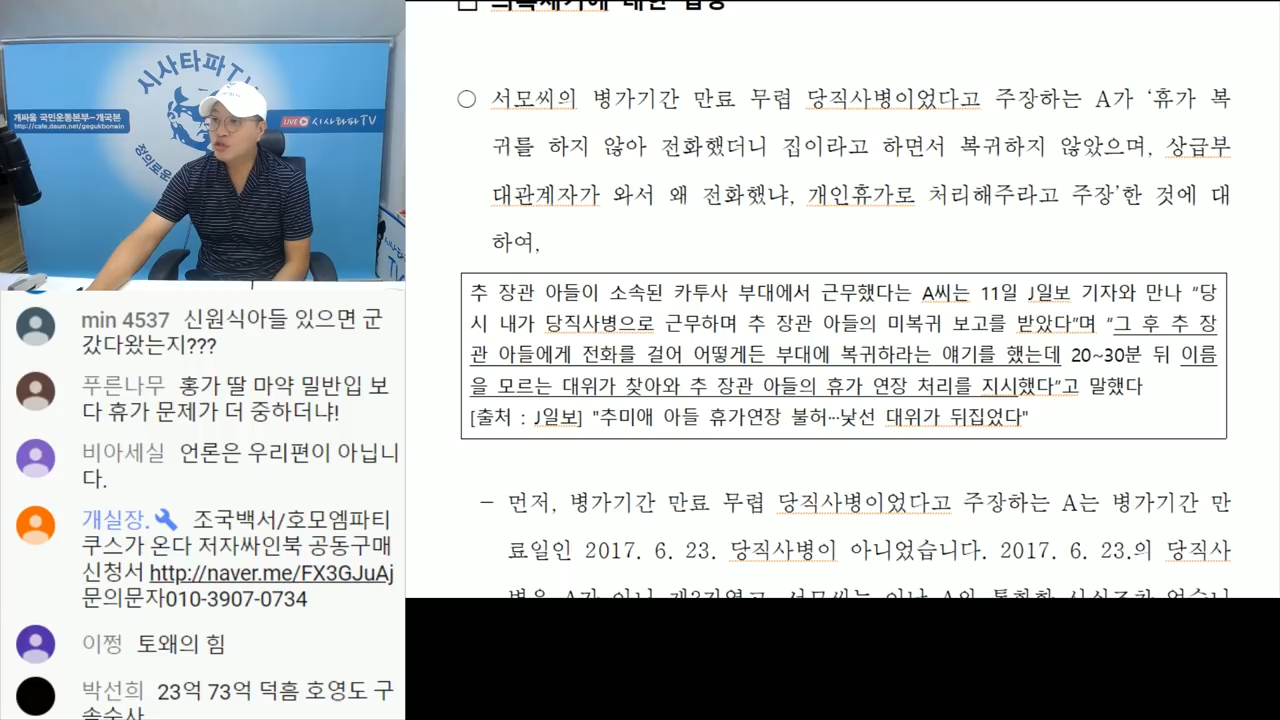 시사타파TV
개싸움 국민운동본부-개국본
http://cafe.daum.net/gegukbonwin
LIVE 시사타파TV
정의로운
시사타파
TV
min 4537 신원식아들 있으면 군
갔다왔는지???
푸른나무 홍가 딸 마약 밀반입 보
다 휴가 문제가 더 중하더냐!
비아세실 언론은 우리편이 아닙니
다.
개실장. 조국백서/호모엠파티
쿠스가 온다 저자싸인북 공동구매
신청서 http://naver.me/FX3GJuAj
문의문자010-3907-0734
이쩡 토왜의 힘
박선희 23억 73억 덕흠 호영도 구
속수사
○ 서모씨의 병가기간 만료 무렵 당직사병이었다고 주장하는 A가 ‘휴가 복
귀를 하지 않아 전화했더니 집이라고 하면서 복귀하지 않았으며, 상급부
대관계자가 와서 왜 전화했냐, 개인휴가로 처리해주라고 주장’한 것에 대
하여,
추 장관 아들이 소속된 카투사 부대에서 근무했다는 A씨는 11일 J일보 기자와 만나 “당
시 내가 당직사병으로 근무하며 추 장관 아들의 미복귀 보고를 받았다”며 “그 후 추 장
관 아들에게 전화를 걸어 어떻게든 부대에 복귀하라는 얘기를 했는데 20~30분 뒤 이름
을 모르는 대위가 찾아와 추 장관 아들의 휴가 연장 처리를 지시했다”고 말했다
[출처 : J일보] "추미애 아들 휴가연장 불허…낯선 대위가 뒤집었다"
- 먼저, 병가기간 만료 무렵 당직사병이었다고 주장하는 A는 병가기간 만
료일인 2017. 6. 23. 당직사병이 아니었습니다. 2017. 6. 23.의 당직사